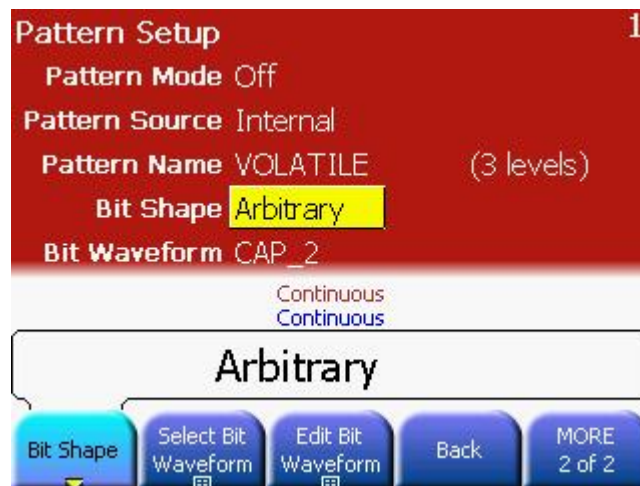 Pattern Setup 1
Pattern Mode Off
Pattern Source Internal
Pattern Name VOLATILE (3 levels)
Bit Shape Arbitrary
Bit Waveform CAP_2
Continuous
Continuous
Arbitrary
Bit Shape
Select Bit Waveform
Edit Bit Waveform
Back
MORE 2 of 2